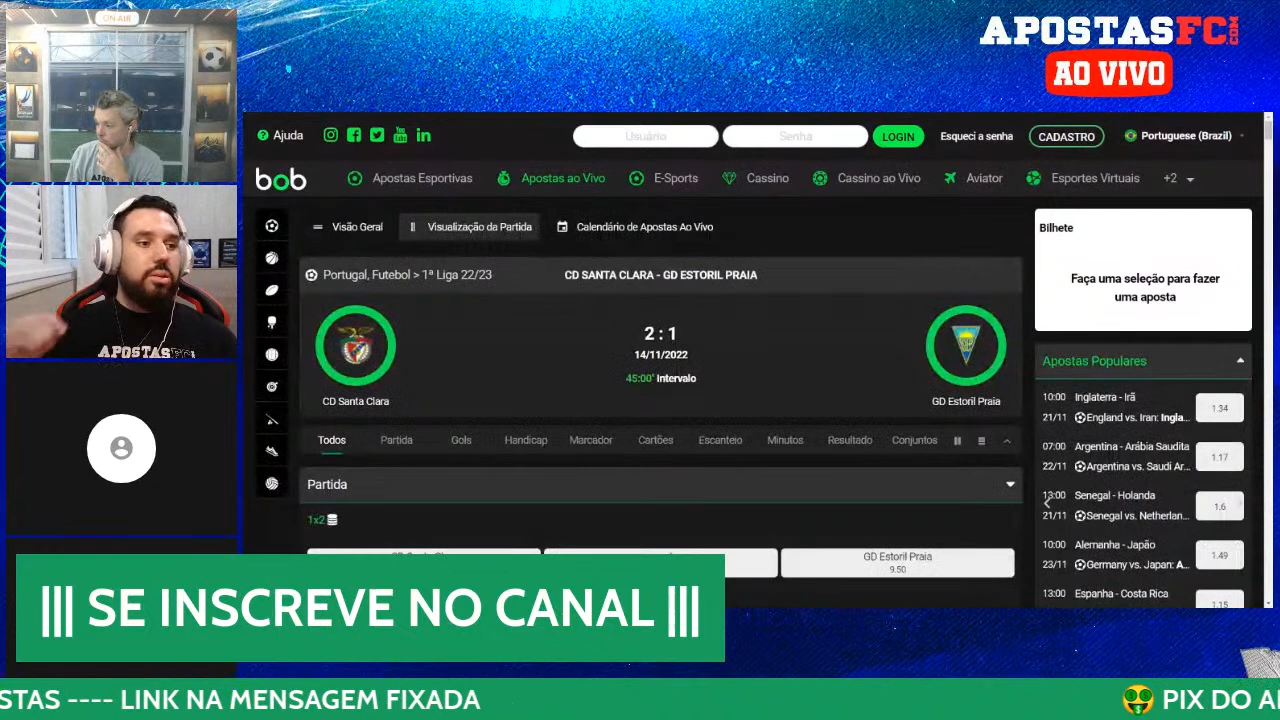 ON AIR
APOSTASFC.COM
AO VIVO
APOSTASFC
Ajuda
Usuário
Senha
LOGIN
Esqueci a senha
CADASTRO
Portuguese (Brazil)
bob
Apostas Esportivas
Apostas ao Vivo
E-Sports
Cassino
Cassino ao Vivo
Aviator
Esportes Virtuais
+2
Visão Geral
Visualização da Partida
Calendário de Apostas Ao Vivo
Portugal, Futebol > 1ª Liga 22/23
CD SANTA CLARA - GD ESTORIL PRAIA
2 : 1
14/11/2022
45:00' Intervalo
CD Santa Clara
GD Estoril Praia
Todos
Partida
Gols
Handicap
Marcador
Cartões
Escanteio
Minutos
Resultado
Conjuntos
Partida
1x2
GD Estoril Praia
9.50
Bilhete
Faça uma seleção para fazer
uma aposta
Apostas Populares
10:00 Inglaterra - Irã
21/11 England vs. Iran: Ingla...
1.34
07:00 Argentina - Arábia Saudita
22/11 Argentina vs. Saudi Ar...
1.17
13:00 Senegal - Holanda
21/11 Senegal vs. Netherlan...
1.6
10:00 Alemanha - Japão
23/11 Germany vs. Japan: A...
1.49
13:00 Espanha - Costa Rica
1.15
||| SE INSCREVE NO CANAL |||
STAS ---- LINK NA MENSAGEM FIXADA
PIX DO A